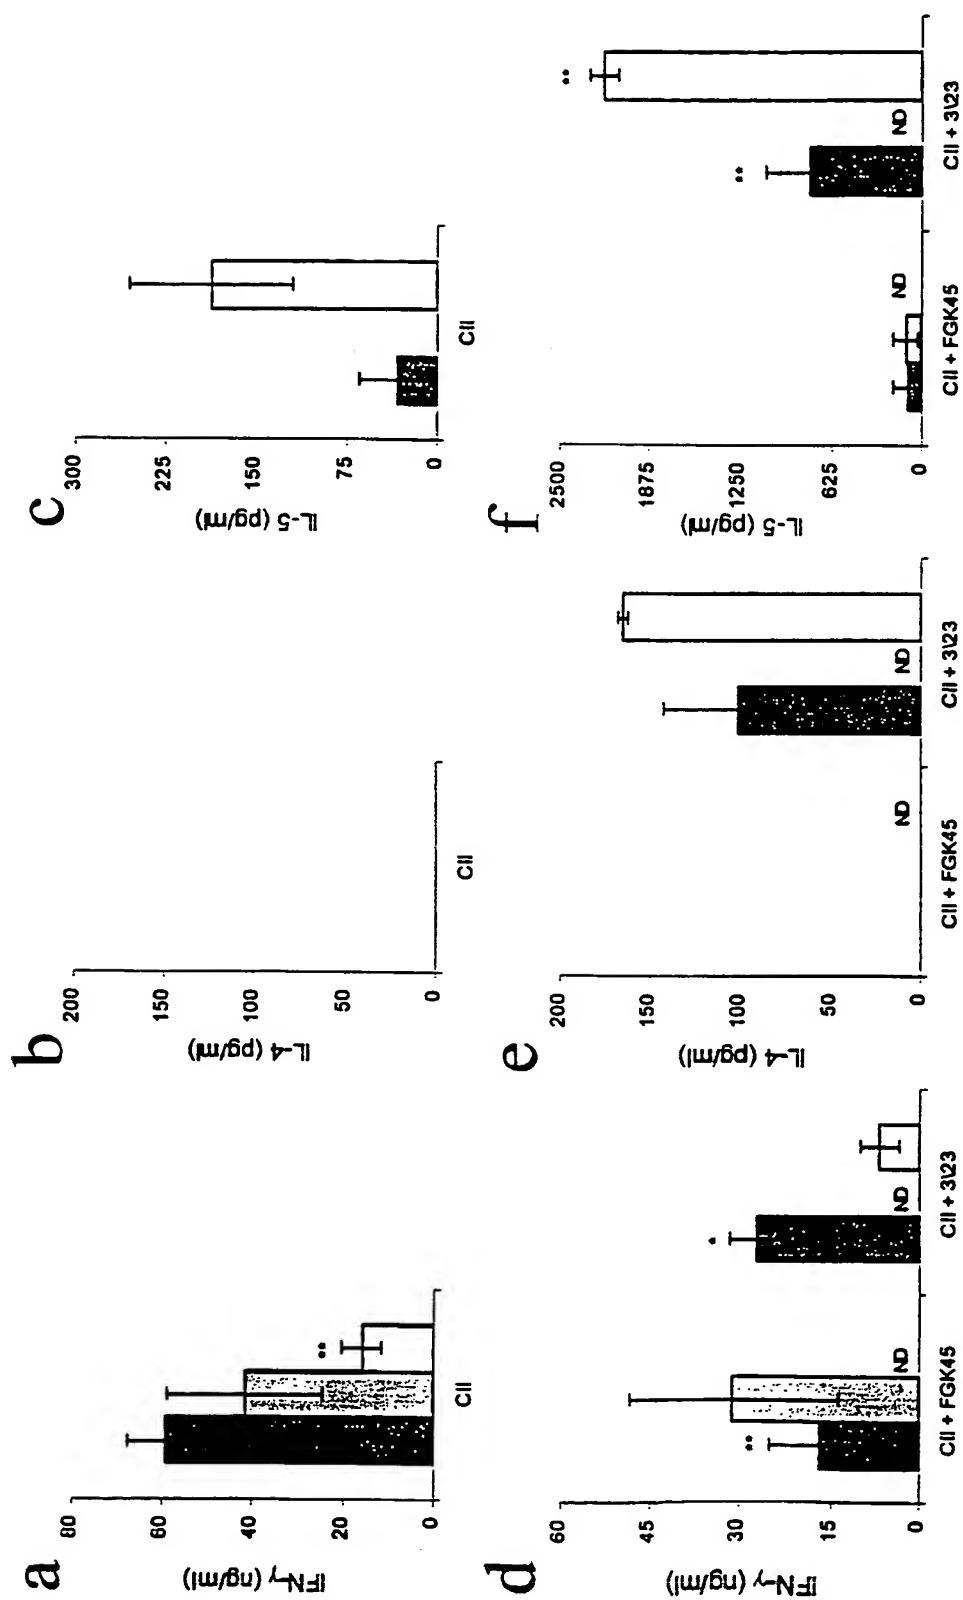 a
IFN-γ (ng/ml)
80
60
40
20
0
**
CII
b
IL-4 (pg/ml)
200
150
100
50
0
CII
c
IL-5 (pg/ml)
300
225
150
75
0
CII
d
IFN-γ (ng/ml)
60
45
30
15
0
**
ND
*
ND
CII + FGK45
CII + 3\23
e
IL-4 (pg/ml)
200
150
100
50
0
ND
ND
CII + FGK45
CII + 3\23
f
IL-5 (pg/ml)
2500
1875
1250
625
0
ND
**
ND
**
CII + FGK45
CII + 3\23